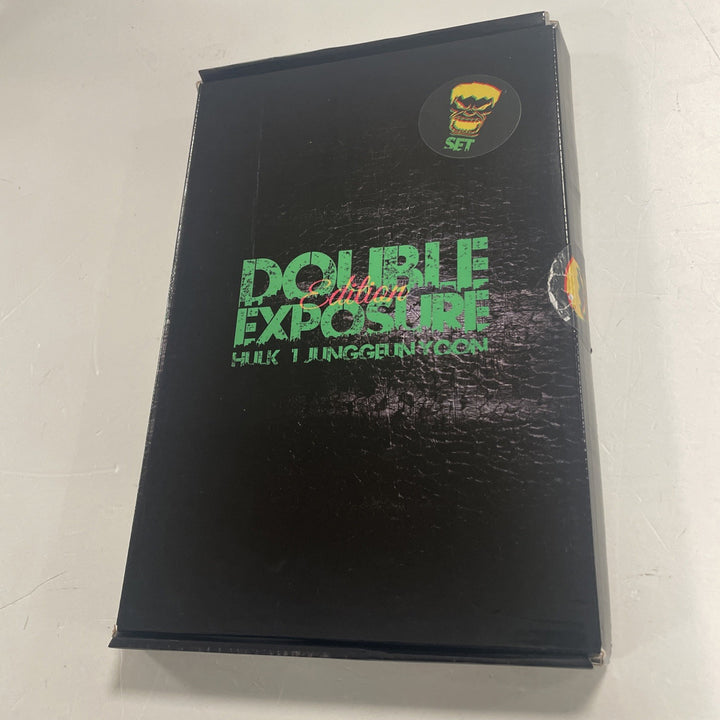 SET
DOUBLE
Edition
EXPOSURE
HULK 1 JUNGGEUN YOON